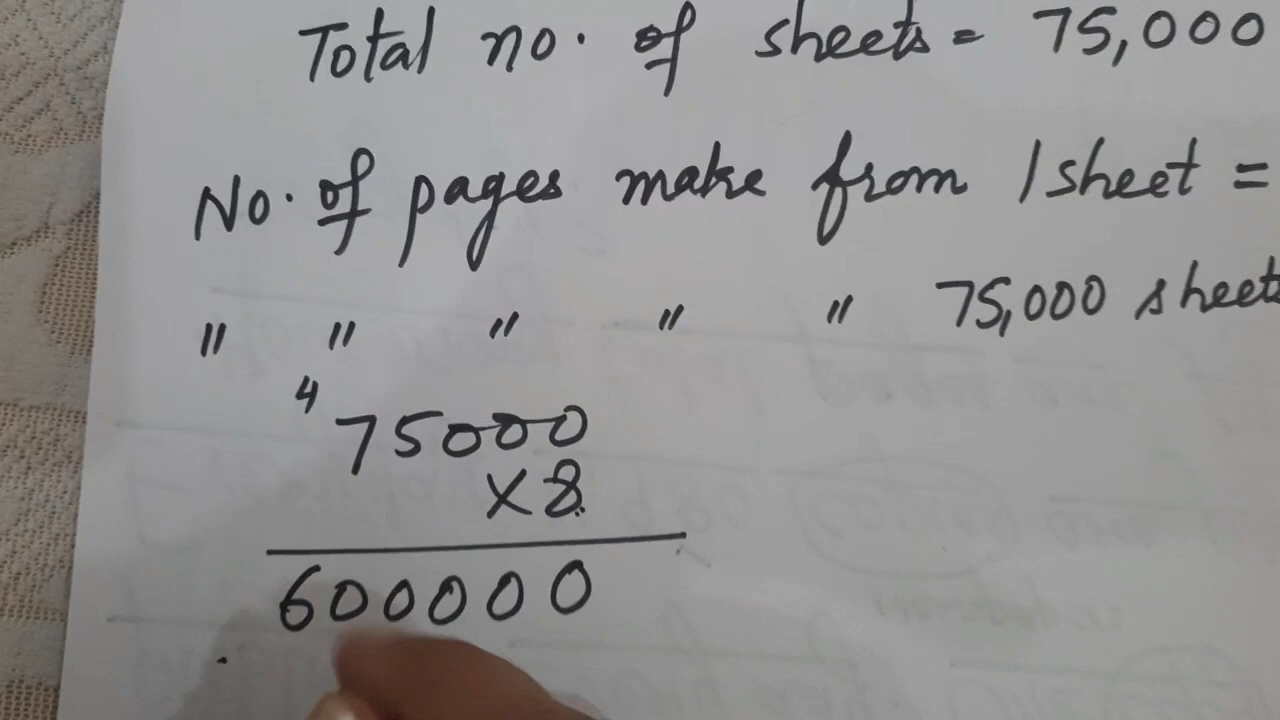 Total no. of sheets = 75,000
No. of pages make from 1 sheet =
" " " " " 75,000 sheets
4
75000
×8
600000